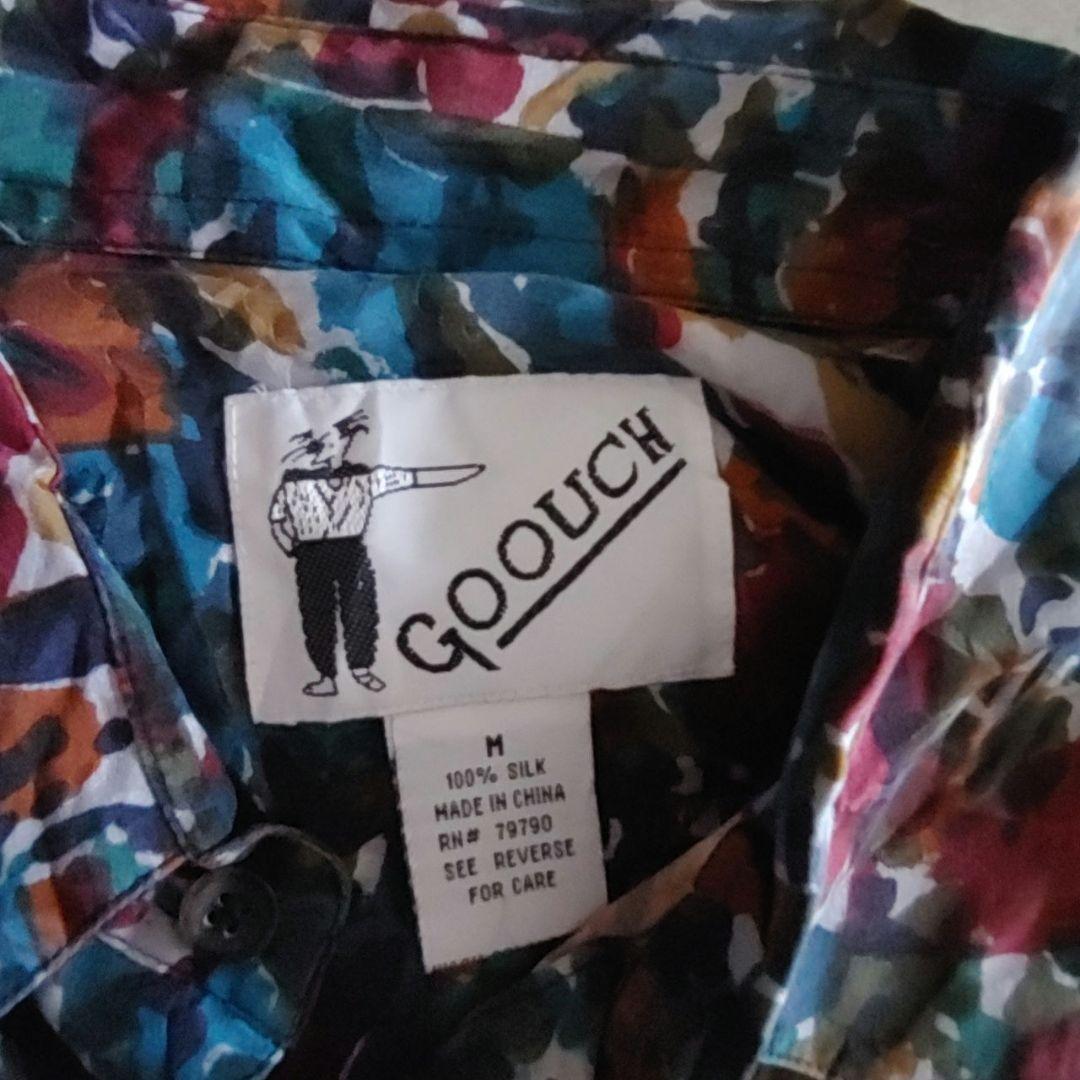 GOOUCH
M
100% SILK
MADE IN CHINA
RN# 79790
SEE REVERSE
FOR CARE